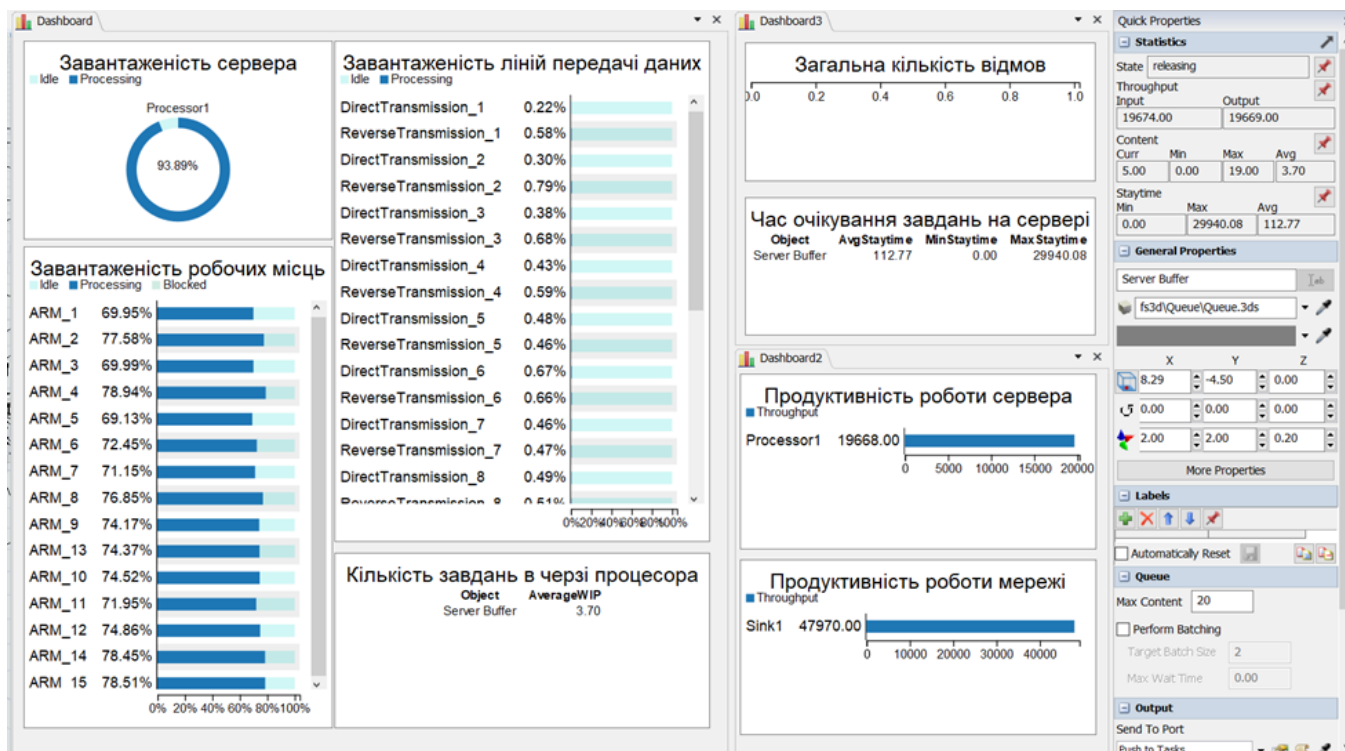 Dashboard
Завантаженість сервера
Idle Processing
Processor1
93.89%
Завантаженість робочих місць
Idle Processing Blocked
ARM_1 69.95%
ARM_2 77.58%
ARM_3 69.99%
ARM_4 78.94%
ARM_5 69.13%
ARM_6 72.45%
ARM_7 71.15%
ARM_8 76.85%
ARM_9 74.17%
ARM_13 74.37%
ARM_10 74.52%
ARM_11 71.95%
ARM_12 74.86%
ARM_14 78.45%
ARM_15 78.51%
0% 20% 40% 60% 80% 100%
Завантаженість ліній передачі даних
Idle Processing
DirectTransmission_1 0.22%
ReverseTransmission_1 0.58%
DirectTransmission_2 0.30%
ReverseTransmission_2 0.79%
DirectTransmission_3 0.38%
ReverseTransmission_3 0.68%
DirectTransmission_4 0.43%
ReverseTransmission_4 0.59%
DirectTransmission_5 0.48%
ReverseTransmission_5 0.46%
DirectTransmission_6 0.67%
ReverseTransmission_6 0.66%
DirectTransmission_7 0.46%
ReverseTransmission_7 0.47%
DirectTransmission_8 0.49%
ReverseTransmission_8 0.51%
0% 20% 40% 60% 80% 100%
Кількість завдань в черзі процесора
Object AverageWIP
Server Buffer 3.70
Dashboard3
Загальна кількість відмов
0.0 0.2 0.4 0.6 0.8 1.0
Час очікування завдань на сервері
Object AvgStaytime MinStaytime MaxStaytime
Server Buffer 112.77 0.00 29940.08
Dashboard2
Продуктивність роботи сервера
Throughput
Processor1 19668.00
0 5000 10000 15000 20000
Продуктивність роботи мережі
Throughput
Sink1 47970.00
0 10000 20000 30000 40000
Quick Properties
Statistics
State releasing
Throughput
Input Output
19674.00 19669.00
Content
Curr Min Max Avg
5.00 0.00 19.00 3.70
Staytime
Min Max Avg
0.00 29940.08 112.77
General Properties
Server Buffer
fs3d\Queue\Queue.3ds
X Y Z
8.29 -4.50 0.00
0.00 0.00 0.00
2.00 2.00 0.20
More Properties
Labels
Automatically Reset
Queue
Max Content 20
Perform Batching
Target Batch Size 2
Max Wait Time 0.00
Output
Send To Port
Push to Tasks